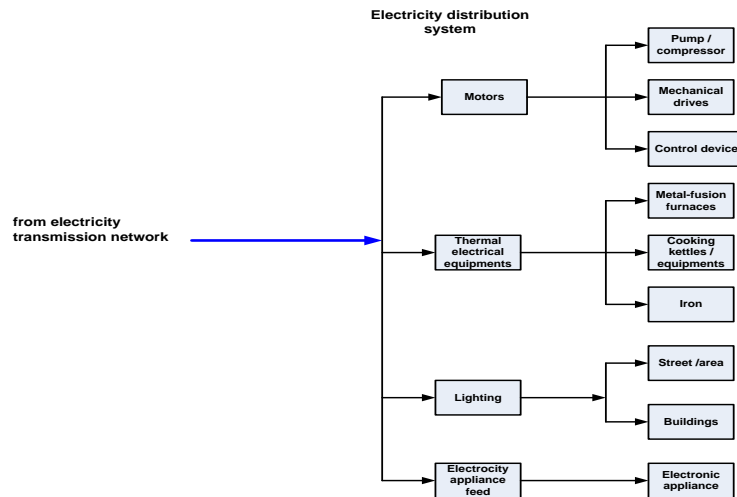 Electricity distribution
system
Pump /
compressor
Motors
Mechanical
drives
Control device
from electricity
transmission network
Metal-fusion
furnaces
Thermal
electrical
equipments
Cooking
kettles /
equipments
Iron
Street /area
Lighting
Buildings
Electrocity
appliance
feed
Electronic
appliance